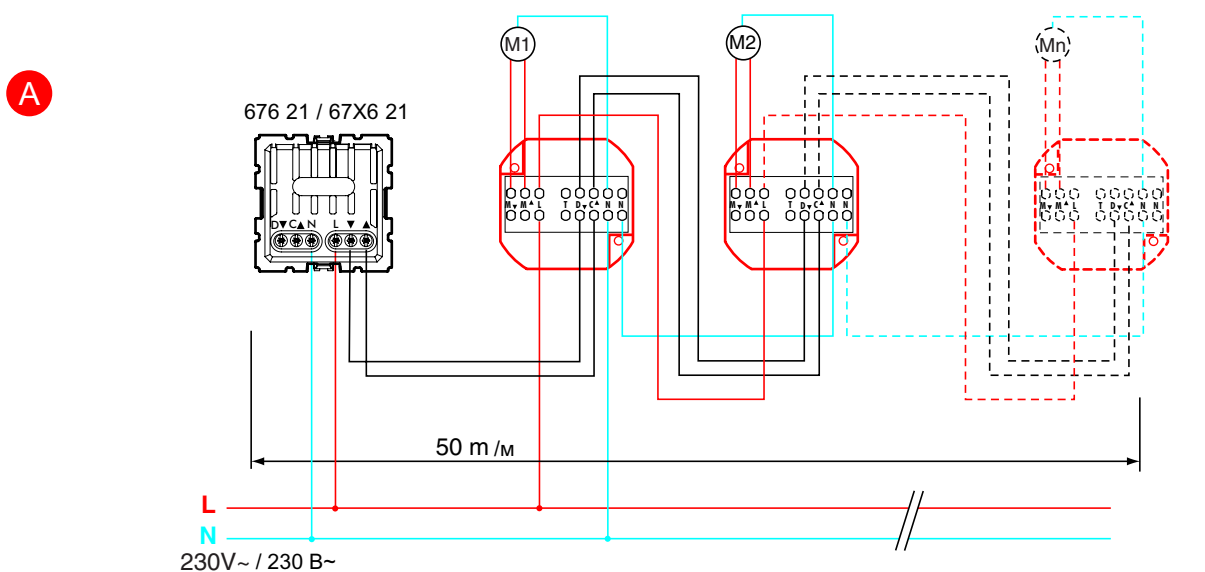 A
M1
M2
Mn
676 21 / 67X6 21
M▼ M▲ L T D▼ C▲ N N
M▼ M▲ L T D▼ C▲ N N
M▼ M▲ L T D▼ C▲ N N
D▼C▲N L ▼ ▲
50 m /м
L
N
230V~ / 230 В~